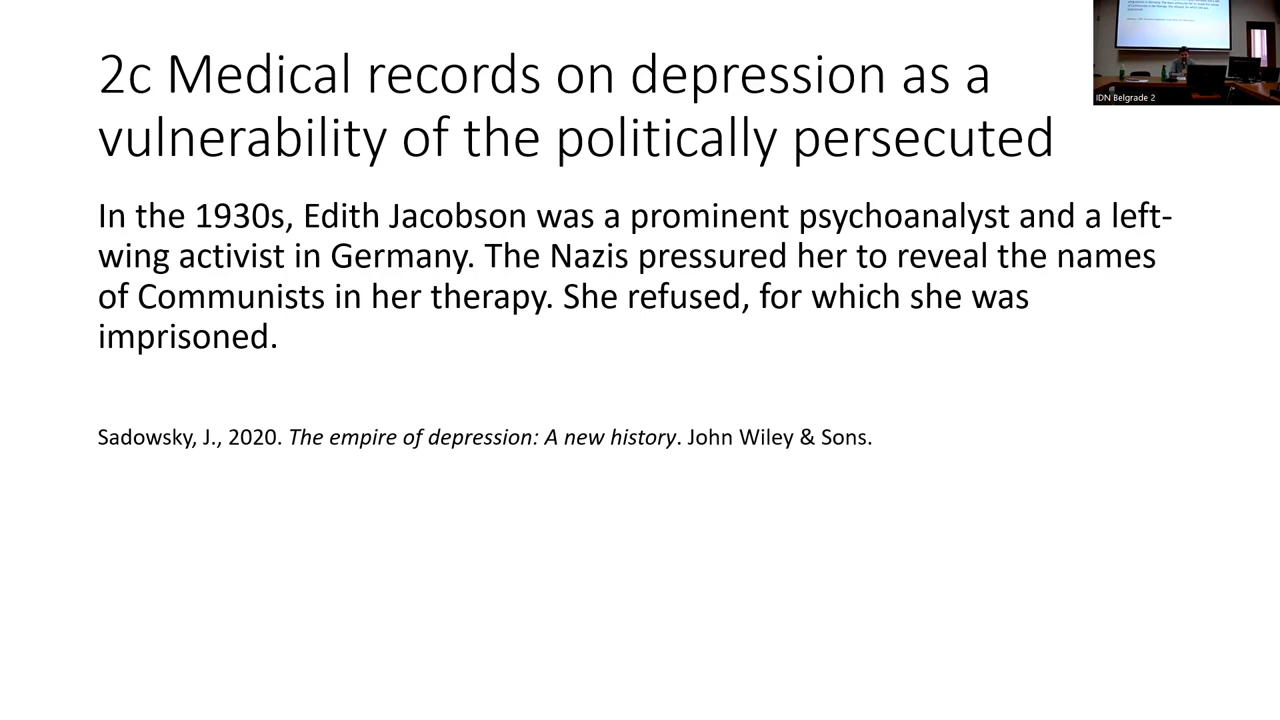 2c Medical records on depression as a
vulnerability of the politically persecuted
In the 1930s, Edith Jacobson was a prominent psychoanalyst and a left-
wing activist in Germany. The Nazis pressured her to reveal the names
of Communists in her therapy. She refused, for which she was
imprisoned.
Sadowsky, J., 2020. The empire of depression: A new history. John Wiley & Sons.
IDN Belgrade 2